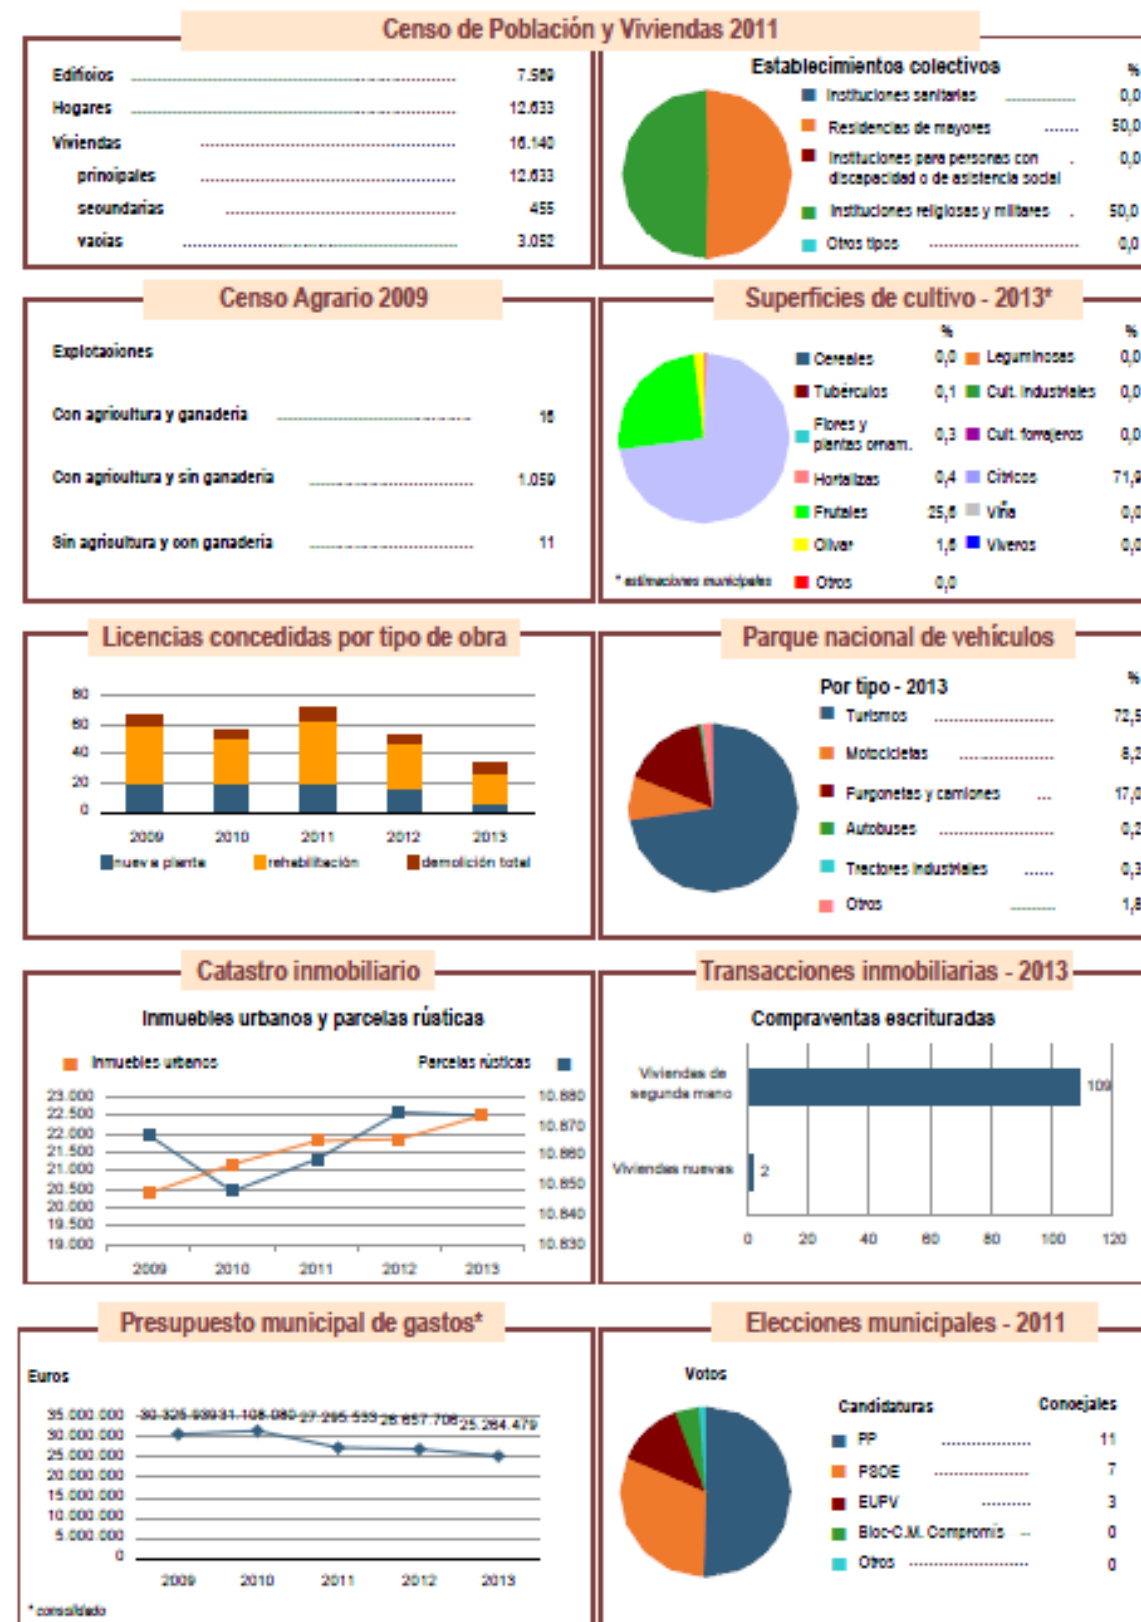 Censo de Población y Viviendas 2011
Edificios 7.569
Hogares 12.633
Viviendas 16.140
principales 12.633
secundarias 455
vacías 3.052
Establecimientos colectivos
%
Instituciones sanitarias 0,0
Residencias de mayores 50,0
Instituciones para personas con 0,0
discapacidad o de asistencia social
Instituciones religiosas y militares 50,0
Otros tipos 0,0
Censo Agrario 2009
Explotaciones
Con agricultura y ganadería 16
Con agricultura y sin ganadería 1.059
Sin agricultura y con ganadería 11
Superficies de cultivo - 2013*
% %
Cereales 0,0 Leguminosas 0,0
Tubérculos 0,1 Cult. industriales 0,0
Flores y
plantas ornam. 0,3 Cult. forrajeros 0,0
Hortalizas 0,4 Cítricos 71,9
Frutales 25,6 Viña 0,0
Olivar 1,6 Viveros 0,0
* estimaciones municipales Otros 0,0
Licencias concedidas por tipo de obra
80
60
40
20
0
2009 2010 2011 2012 2013
nueva planta rehabilitación demolición total
Parque nacional de vehículos
Por tipo - 2013 %
Turismos 72,5
Motocicletas 8,2
Furgonetas y camiones 17,0
Autobuses 0,2
Tractores industriales 0,3
Otros 1,8
Catastro inmobiliario
Inmuebles urbanos y parcelas rústicas
Inmuebles urbanos Parcelas rústicas
23.000 10.880
22.500
22.000 10.870
21.500 10.860
21.000
20.500 10.850
20.000
19.500 10.840
19.000 10.830
2009 2010 2011 2012 2013
Transacciones inmobiliarias - 2013
Compraventas escrituradas
Viviendas de
segunda mano 109
Viviendas nuevas 2
0 20 40 60 80 100 120
Presupuesto municipal de gastos*
Euros
35.000.000 30.325.939 31.108.080 27.295.533 26.657.706 25.264.479
30.000.000
25.000.000
20.000.000
15.000.000
10.000.000
5.000.000
0
2009 2010 2011 2012 2013
* consolidado
Elecciones municipales - 2011
Votos
Candidaturas Concejales
PP 11
PSOE 7
EUPV 3
Bloc-C.M. Compromís 0
Otros 0